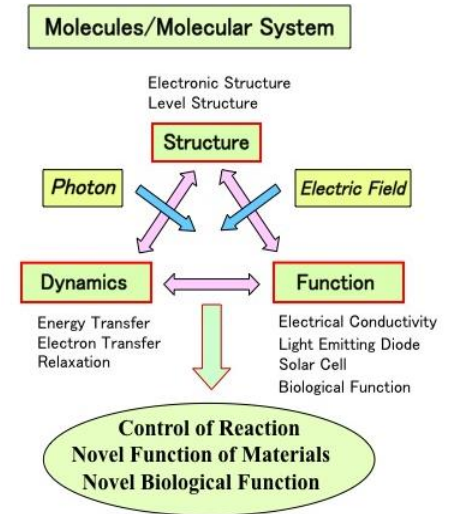 Molecules/Molecular System
Electronic Structure
Level Structure
Structure
Photon
Electric Field
Dynamics
Function
Energy Transfer
Electron Transfer
Relaxation
Electrical Conductivity
Light Emitting Diode
Solar Cell
Biological Function
Control of Reaction
Novel Function of Materials
Novel Biological Function